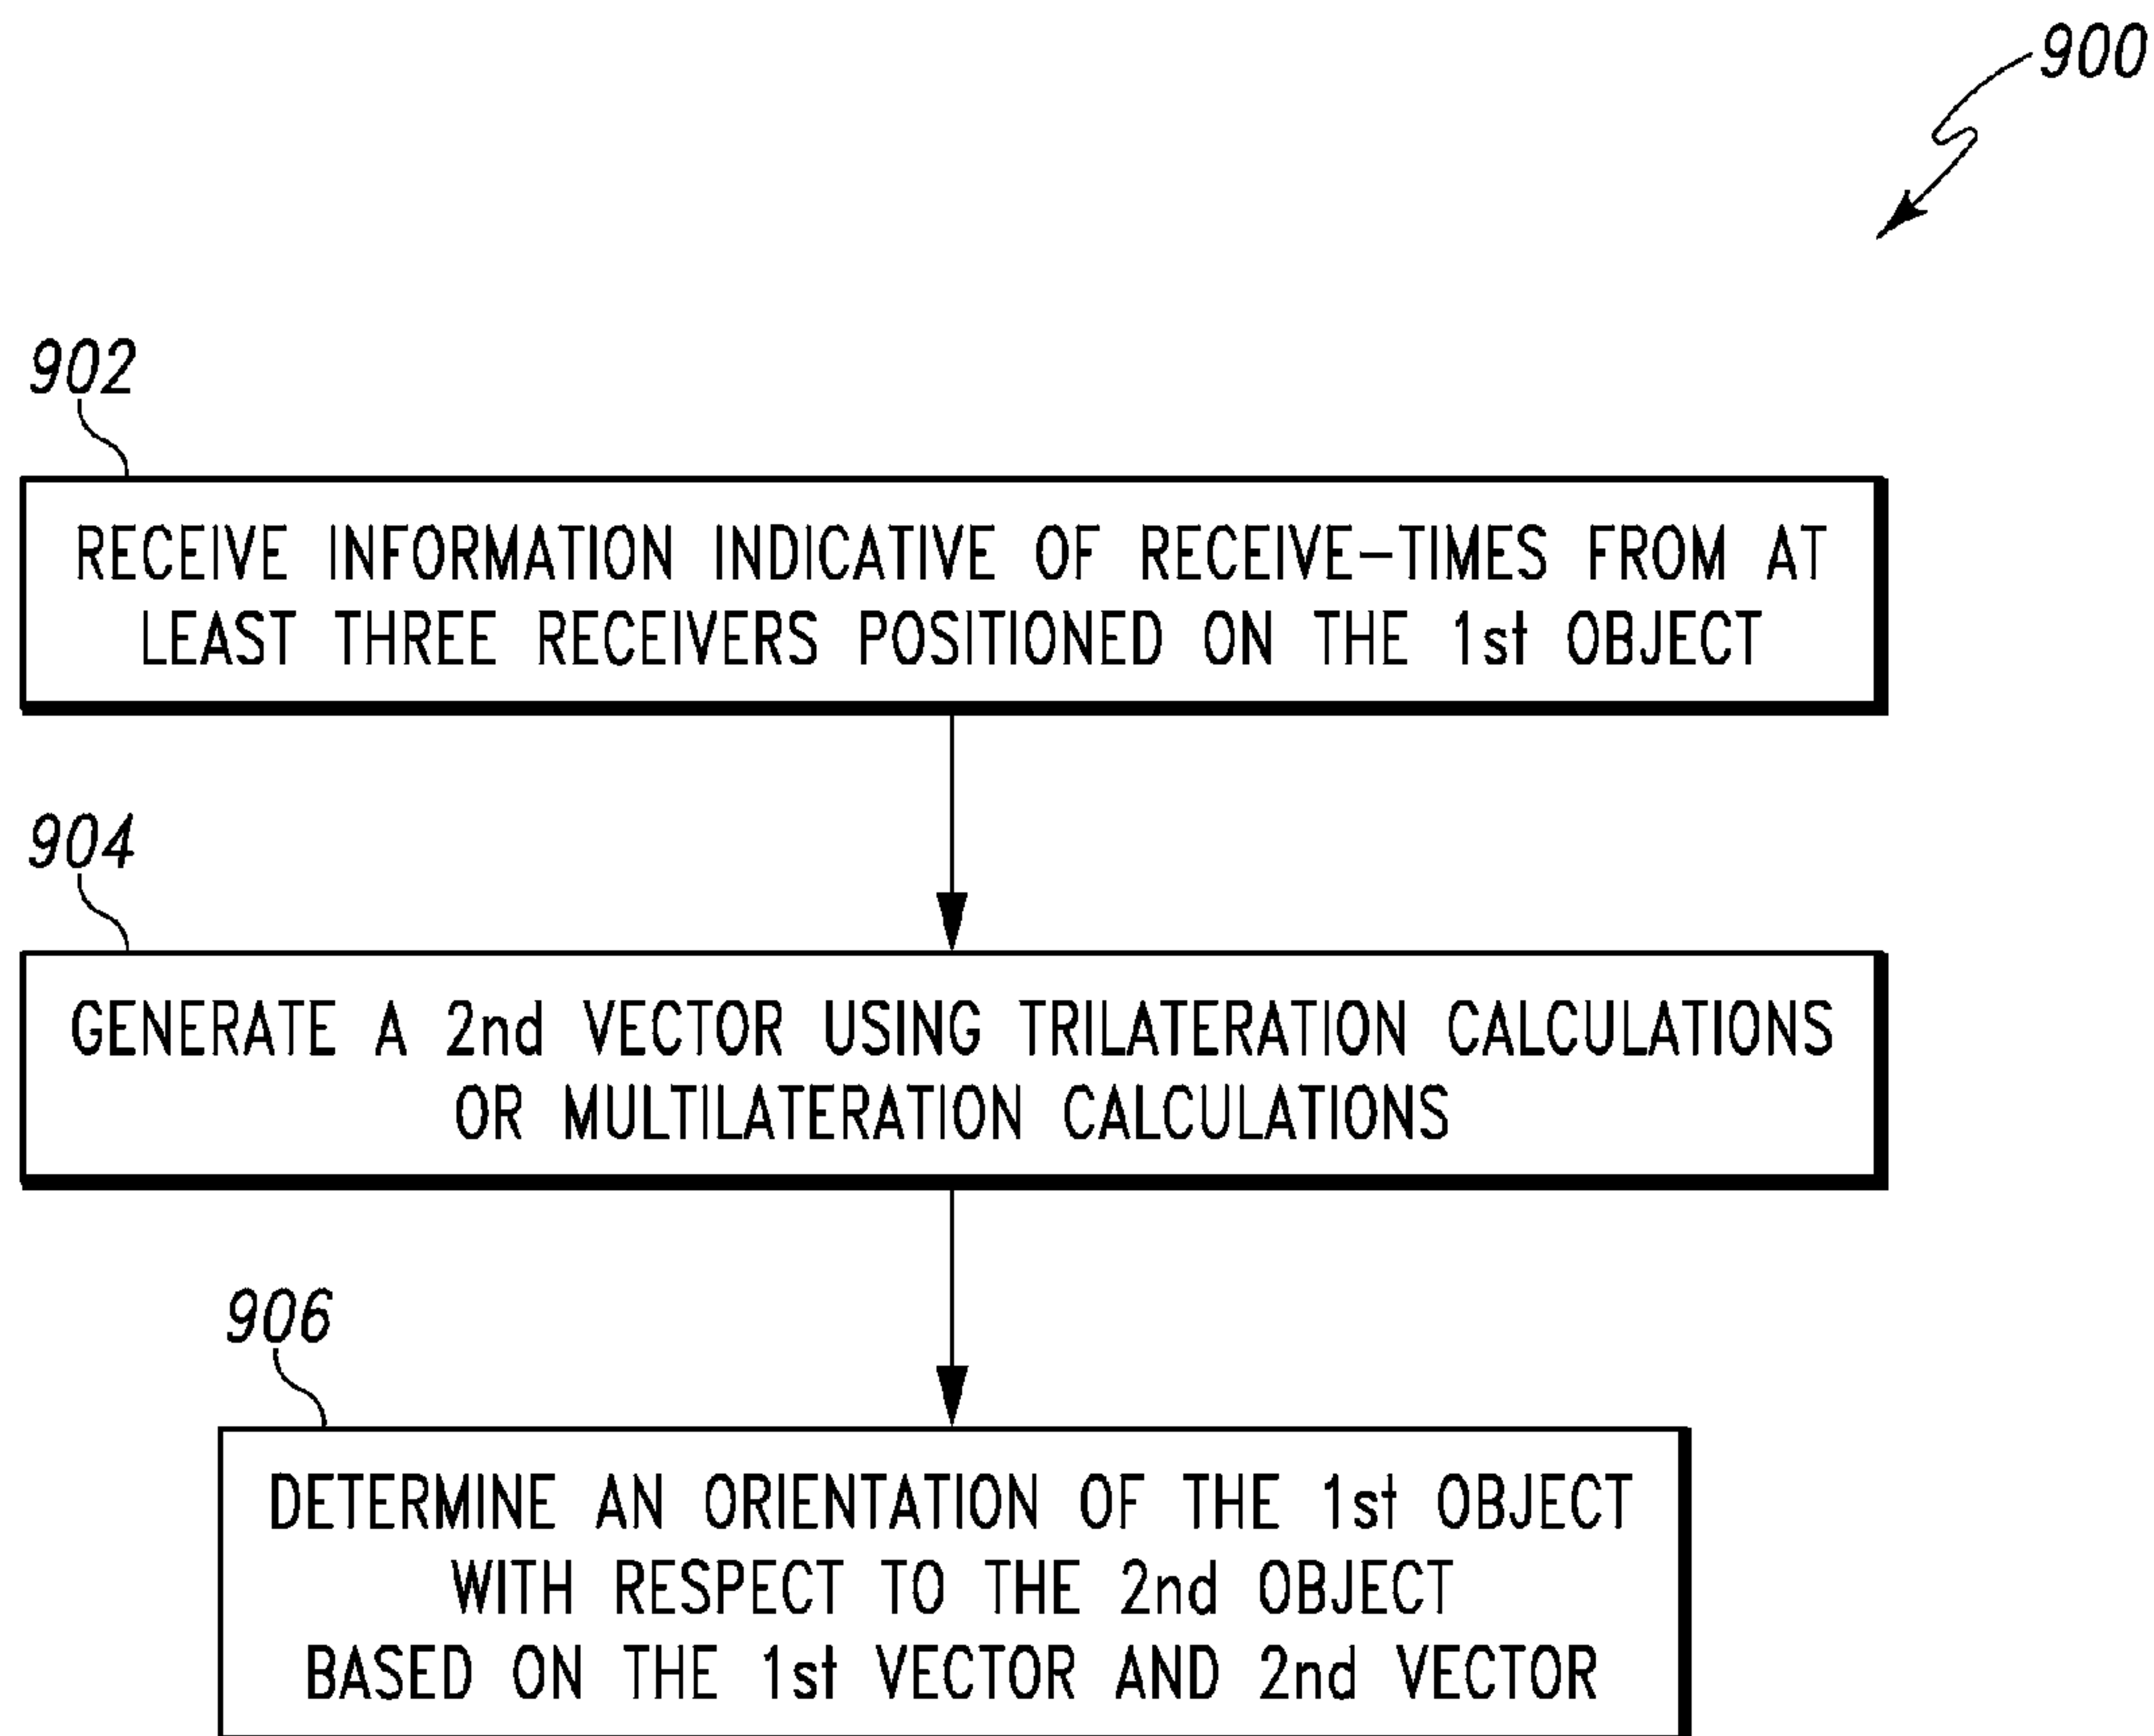 900
902
RECEIVE INFORMATION INDICATIVE OF RECEIVE-TIMES FROM AT
LEAST THREE RECEIVERS POSITIONED ON THE 1st OBJECT
904
GENERATE A 2nd VECTOR USING TRILATERATION CALCULATIONS
OR MULTILATERATION CALCULATIONS
906
DETERMINE AN ORIENTATION OF THE 1st OBJECT
WITH RESPECT TO THE 2nd OBJECT
BASED ON THE 1st VECTOR AND 2nd VECTOR